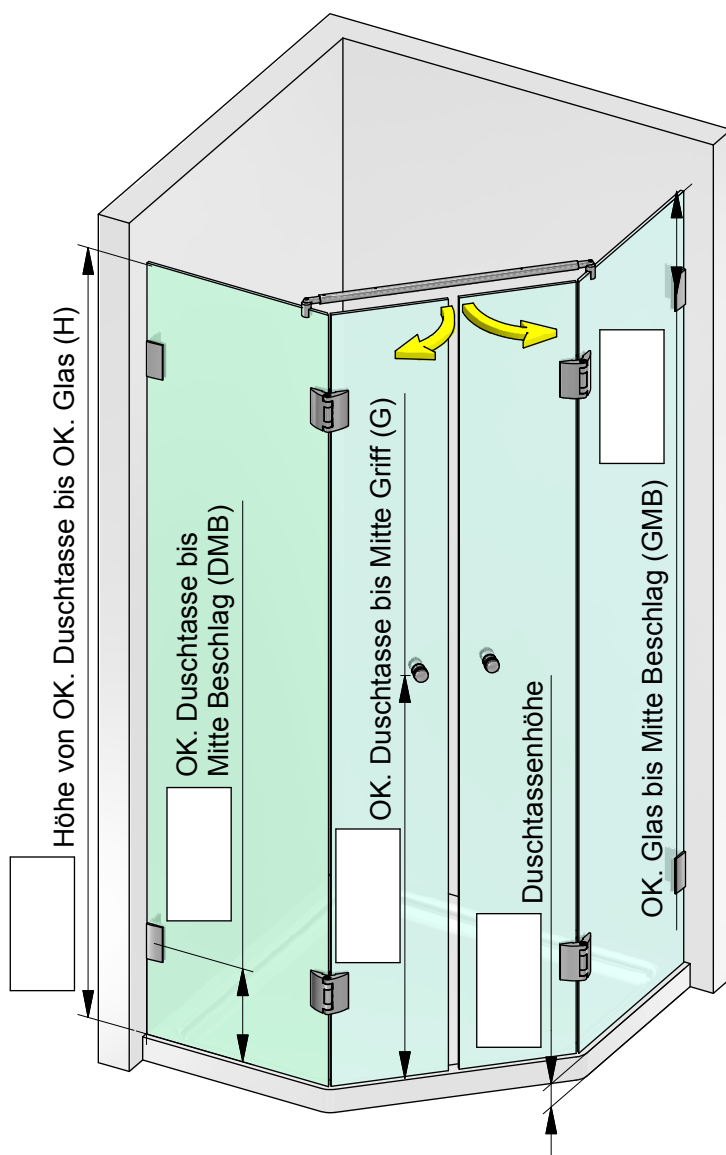 Höhe von OK. Duschtasse bis OK. Glas (H)
OK. Duschtasse bis
Mitte Beschlag (DMB)
OK. Duschtasse bis Mitte Griff (G)
Duschtassenhöhe
OK. Glas bis Mitte Beschlag (GMB)